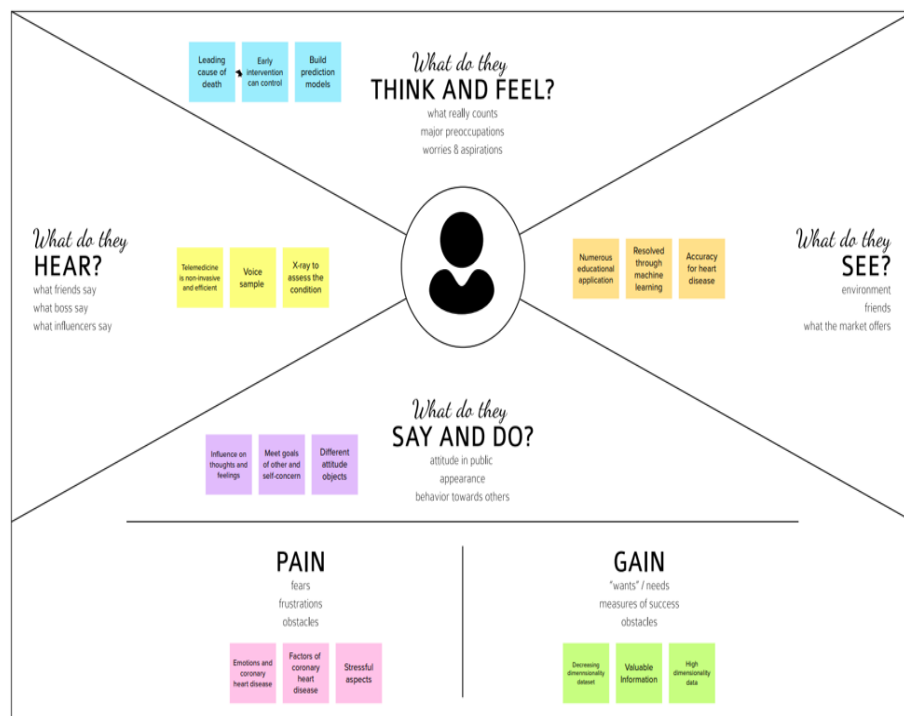 Leading
cause of
death
Early
intervention
can control
Build
prediction
models
What do they
THINK AND FEEL?
what really counts
major preoccupations
worries & aspirations
What do they
HEAR?
what friends say
what boss say
what influencers say
Telemedicine
is non-invasive
and efficient
Voice
sample
X-ray to
assess the
condition
Numerous
educational
application
Resolved
through
machine
learning
Accuracy
for heart
disease
What do they
SEE?
environment
friends
what the market offers
What do they
SAY AND DO?
attitude in public
appearance
behavior towards others
Influence on
thoughts and
feelings
Meet goals
of other and
self-concern
Different
attitude
objects
PAIN
fears
frustrations
obstacles
Emotions and
coronary
heart disease
Factors of
coronary
heart
disease
Stressful
aspects
GAIN
“wants” / needs
measures of success
obstacles
Decreasing
dimennsionality
dataset
Valuable
Information
High
dimensionality
data